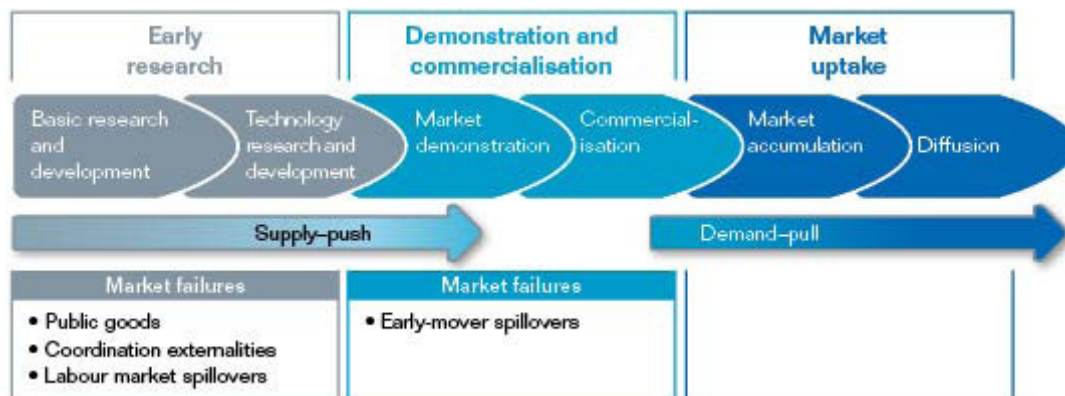 Early
research
Demonstration and
commercialisation
Market
uptake
Basic research
and
development
Technology
research and
development
Market
demonstration
Commercial-
isation
Market
accumulation
Diffusion
Supply–push
Demand–pull
Market failures
• Public goods
• Coordination externalities
• Labour market spillovers
Market failures
• Early-mover spillovers